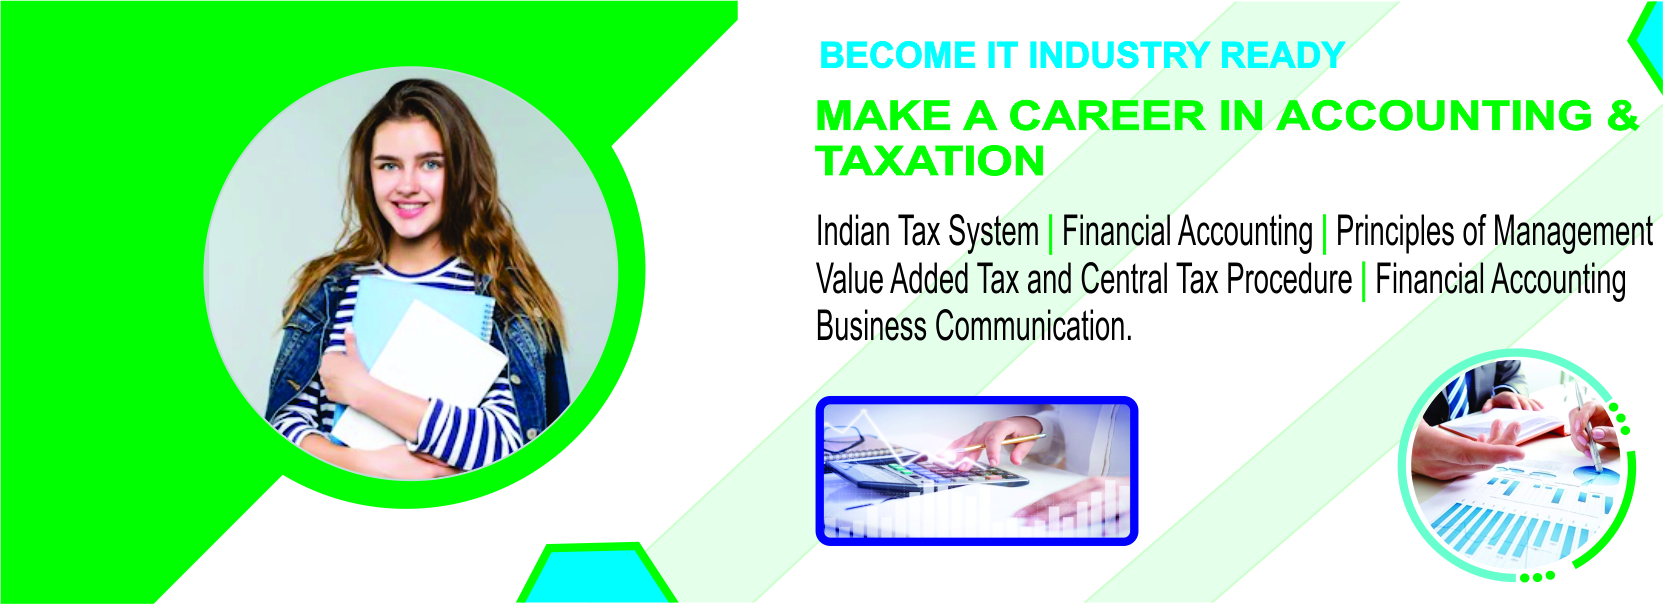 BECOME IT INDUSTRY READY
MAKE A CAREER IN ACCOUNTING &
TAXATION
Indian Tax System | Financial Accounting | Principles of Management
Value Added Tax and Central Tax Procedure | Financial Accounting
Business Communication.